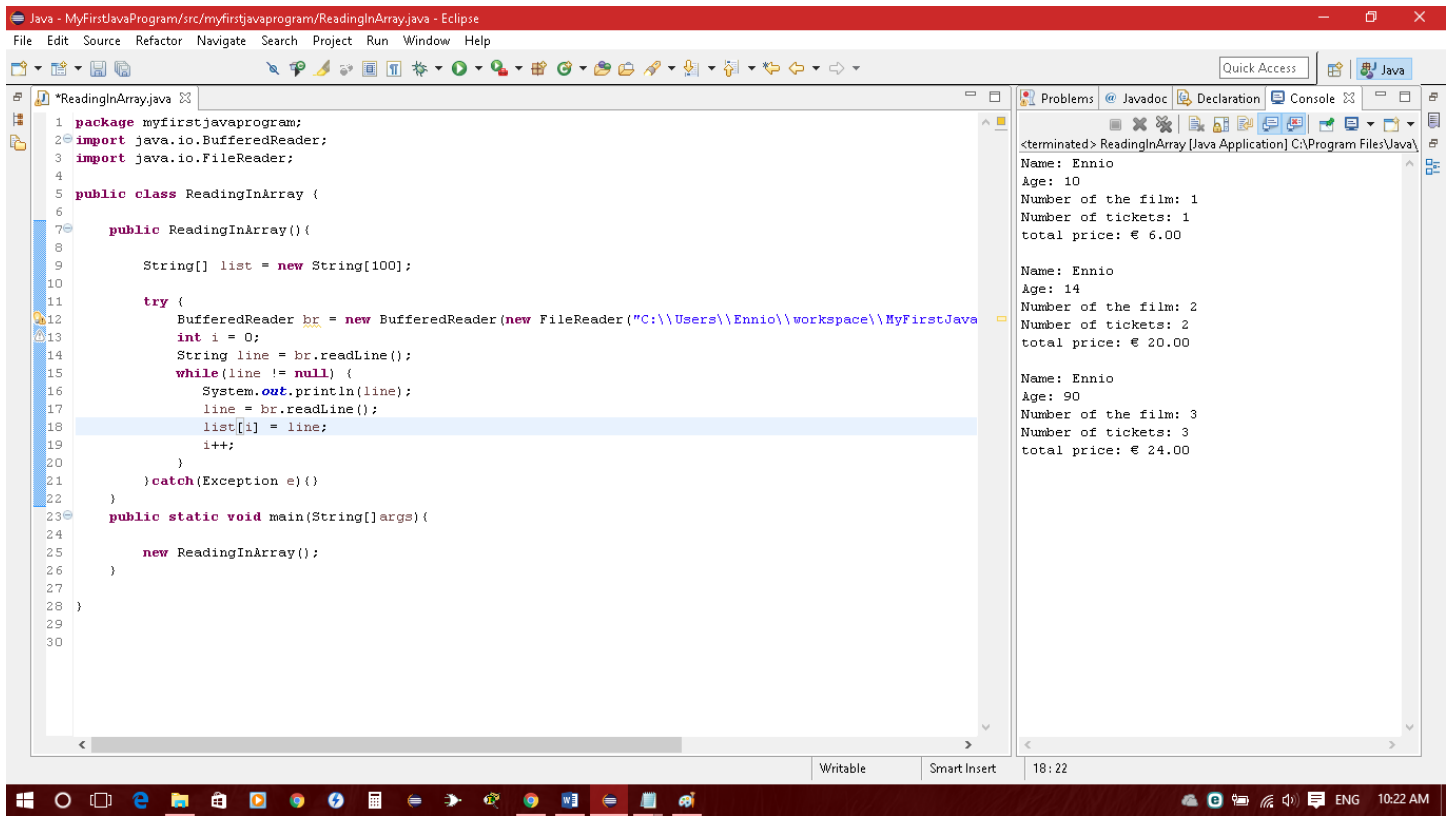 Java - MyFirstJavaProgram/src/myfirstjavaprogram/ReadingInArray.java - Eclipse
File Edit Source Refactor Navigate Search Project Run Window Help
Quick Access
Java
*ReadingInArray.java
1 package myfirstjavaprogram;
2 import java.io.BufferedReader;
3 import java.io.FileReader;
4
5 public class ReadingInArray {
6
7 public ReadingInArray(){
8
9 String[] list = new String[100];
10
11 try {
12 BufferedReader br = new BufferedReader(new FileReader("C:\\Users\\Ennio\\workspace\\MyFirstJava
13 int i = 0;
14 String line = br.readLine();
15 while(line != null) {
16 System.out.println(line);
17 line = br.readLine();
18 list[i] = line;
19 i++;
20 }
21 }catch(Exception e){}
22 }
23 public static void main(String[]args){
24
25 new ReadingInArray();
26 }
27
28 }
29
30
Problems @ Javadoc Declaration Console
<terminated> ReadingInArray [Java Application] C:\Program Files\Java\
Name: Ennio
Age: 10
Number of the film: 1
Number of tickets: 1
total price: € 6.00
Name: Ennio
Age: 14
Number of the film: 2
Number of tickets: 2
total price: € 20.00
Name: Ennio
Age: 90
Number of the film: 3
Number of tickets: 3
total price: € 24.00
Writable Smart Insert 18 : 22
ENG 10:22 AM